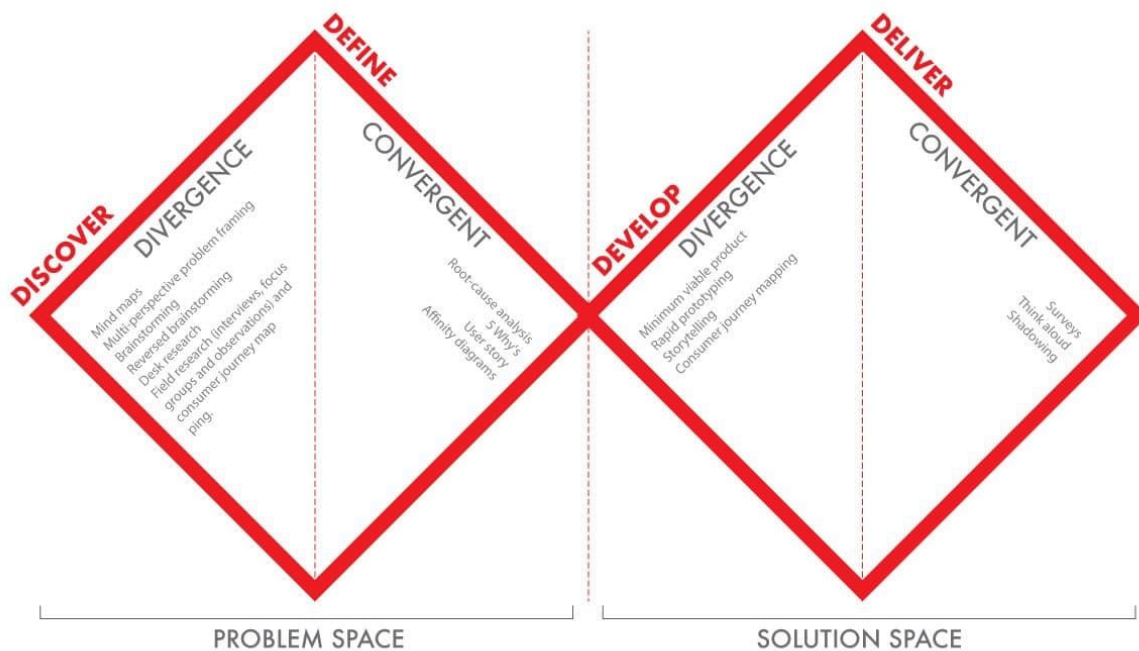 DISCOVER
DIVERGENCE
Mind maps
Multi-perspective problem framing
Brainstorming
Reversed brainstorming
Desk research
Field research (interviews, focus
groups and observations) and
consumer journey map
ping.
DEFINE
CONVERGENT
Root-cause analysis
5 Why's
User story
Affinity diagrams
DEVELOP
DIVERGENCE
Minimum viable product
Rapid prototyping
Storytelling
Consumer journey mapping
DELIVER
CONVERGENT
Surveys
Think aloud
Shadowing
PROBLEM SPACE
SOLUTION SPACE